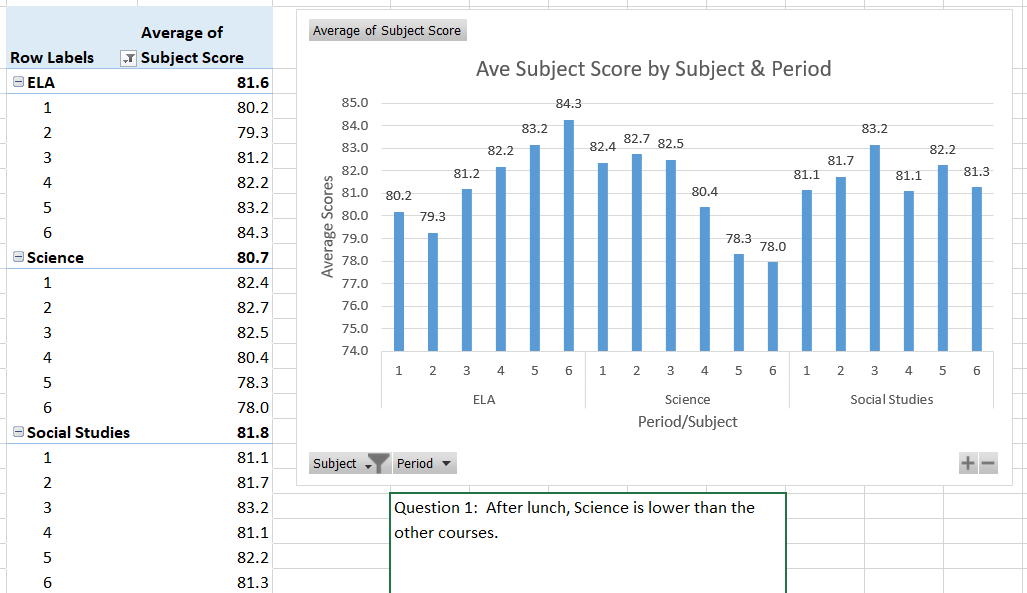 Average of
Row Labels Subject Score
ELA 81.6
1 80.2
2 79.3
3 81.2
4 82.2
5 83.2
6 84.3
Science 80.7
1 82.4
2 82.7
3 82.5
4 80.4
5 78.3
6 78.0
Social Studies 81.8
1 81.1
2 81.7
3 83.2
4 81.1
5 82.2
6 81.3
Average of Subject Score
Ave Subject Score by Subject & Period
Average Scores
85.0
84.0
83.0
82.0
81.0
80.0
79.0
78.0
77.0
76.0
75.0
74.0
80.2 79.3 81.2 82.2 83.2 84.3 82.4 82.7 82.5 80.4 78.3 78.0 81.1 81.7 83.2 81.1 82.2 81.3
1 2 3 4 5 6 1 2 3 4 5 6 1 2 3 4 5 6
ELA Science Social Studies
Period/Subject
Subject Period
Question 1:  After lunch, Science is lower than the
other courses.